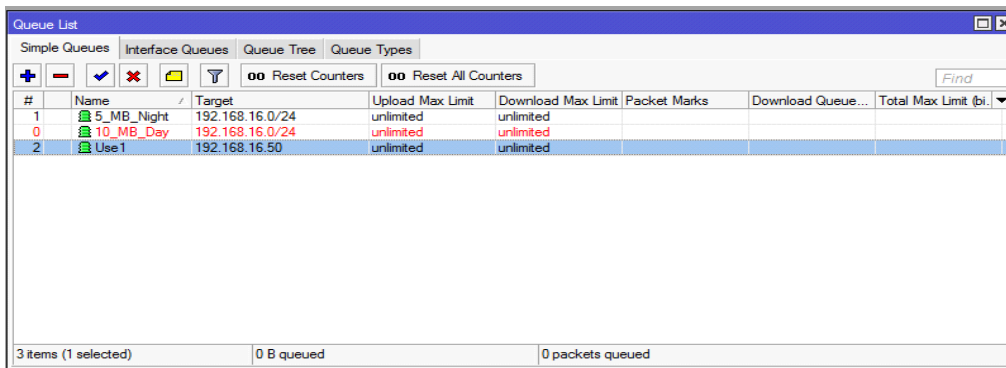 Queue List
Simple Queues Interface Queues Queue Tree Queue Types
00 Reset Counters 00 Reset All Counters Find
# Name Target Upload Max Limit Download Max Limit Packet Marks Download Queue... Total Max Limit (bi.
1 5_MB_Night 192.168.16.0/24 unlimited unlimited
0 10_MB_Day 192.168.16.0/24 unlimited unlimited
2 Use1 192.168.16.50 unlimited unlimited
3 items (1 selected) 0 B queued 0 packets queued